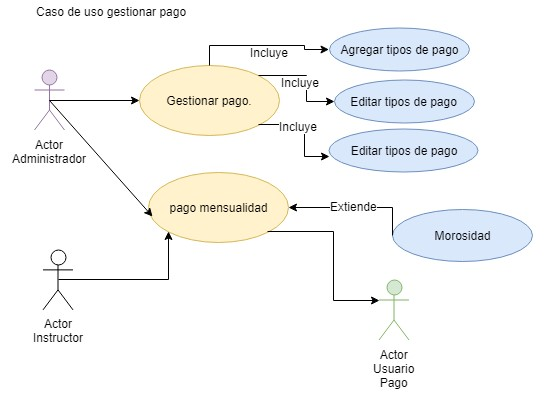 Caso de uso gestionar pago
Incluye
Agregar tipos de pago
Gestionar pago.
Incluye
Editar tipos de pago
Incluye
Editar tipos de pago
Actor
Administrador
pago mensualidad
Extiende
Morosidad
Actor
Instructor
Actor
Usuario
Pago